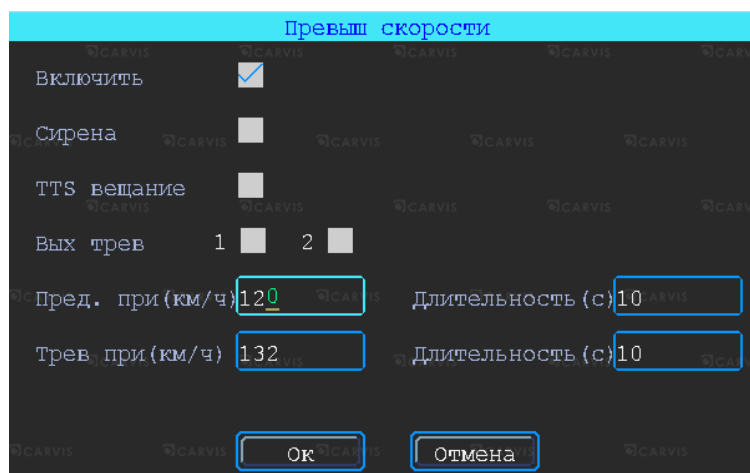 Превыш скорости
Включить
Сирена
TTS вещание
Вых трев 1 2
Пред. при(км/ч) 120 Длительность(с) 10
Трев при(км/ч) 132 Длительность(с) 10
Ок Отмена
CARVIS